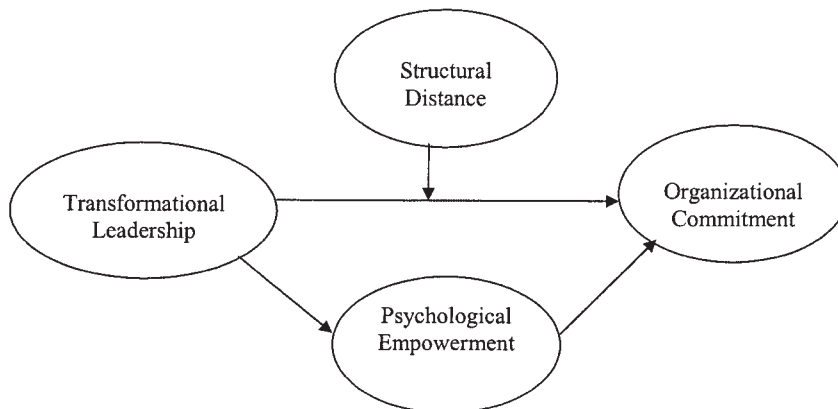 Structural
Distance
Transformational
Leadership
Organizational
Commitment
Psychological
Empowerment